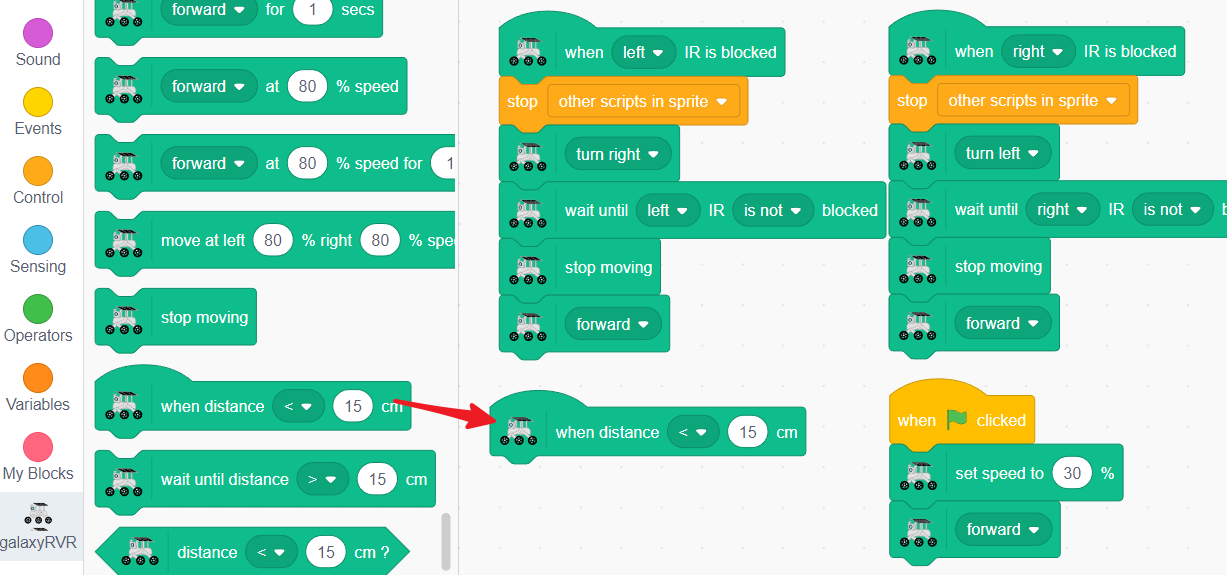 Sound
Events
Control
Sensing
Operators
Variables
My Blocks
galaxyRVR
forward for 1 secs
forward at 80 % speed
forward at 80 % speed for 1
move at left 80 % right 80 % spee
stop moving
when distance < 15 cm
wait until distance > 15 cm
distance < 15 cm ?
when left IR is blocked
stop other scripts in sprite
turn right
wait until left IR is not blocked
stop moving
forward
when distance < 15 cm
when right IR is blocked
stop other scripts in sprite
turn left
wait until right IR is not b
stop moving
forward
when clicked
set speed to 30 %
forward